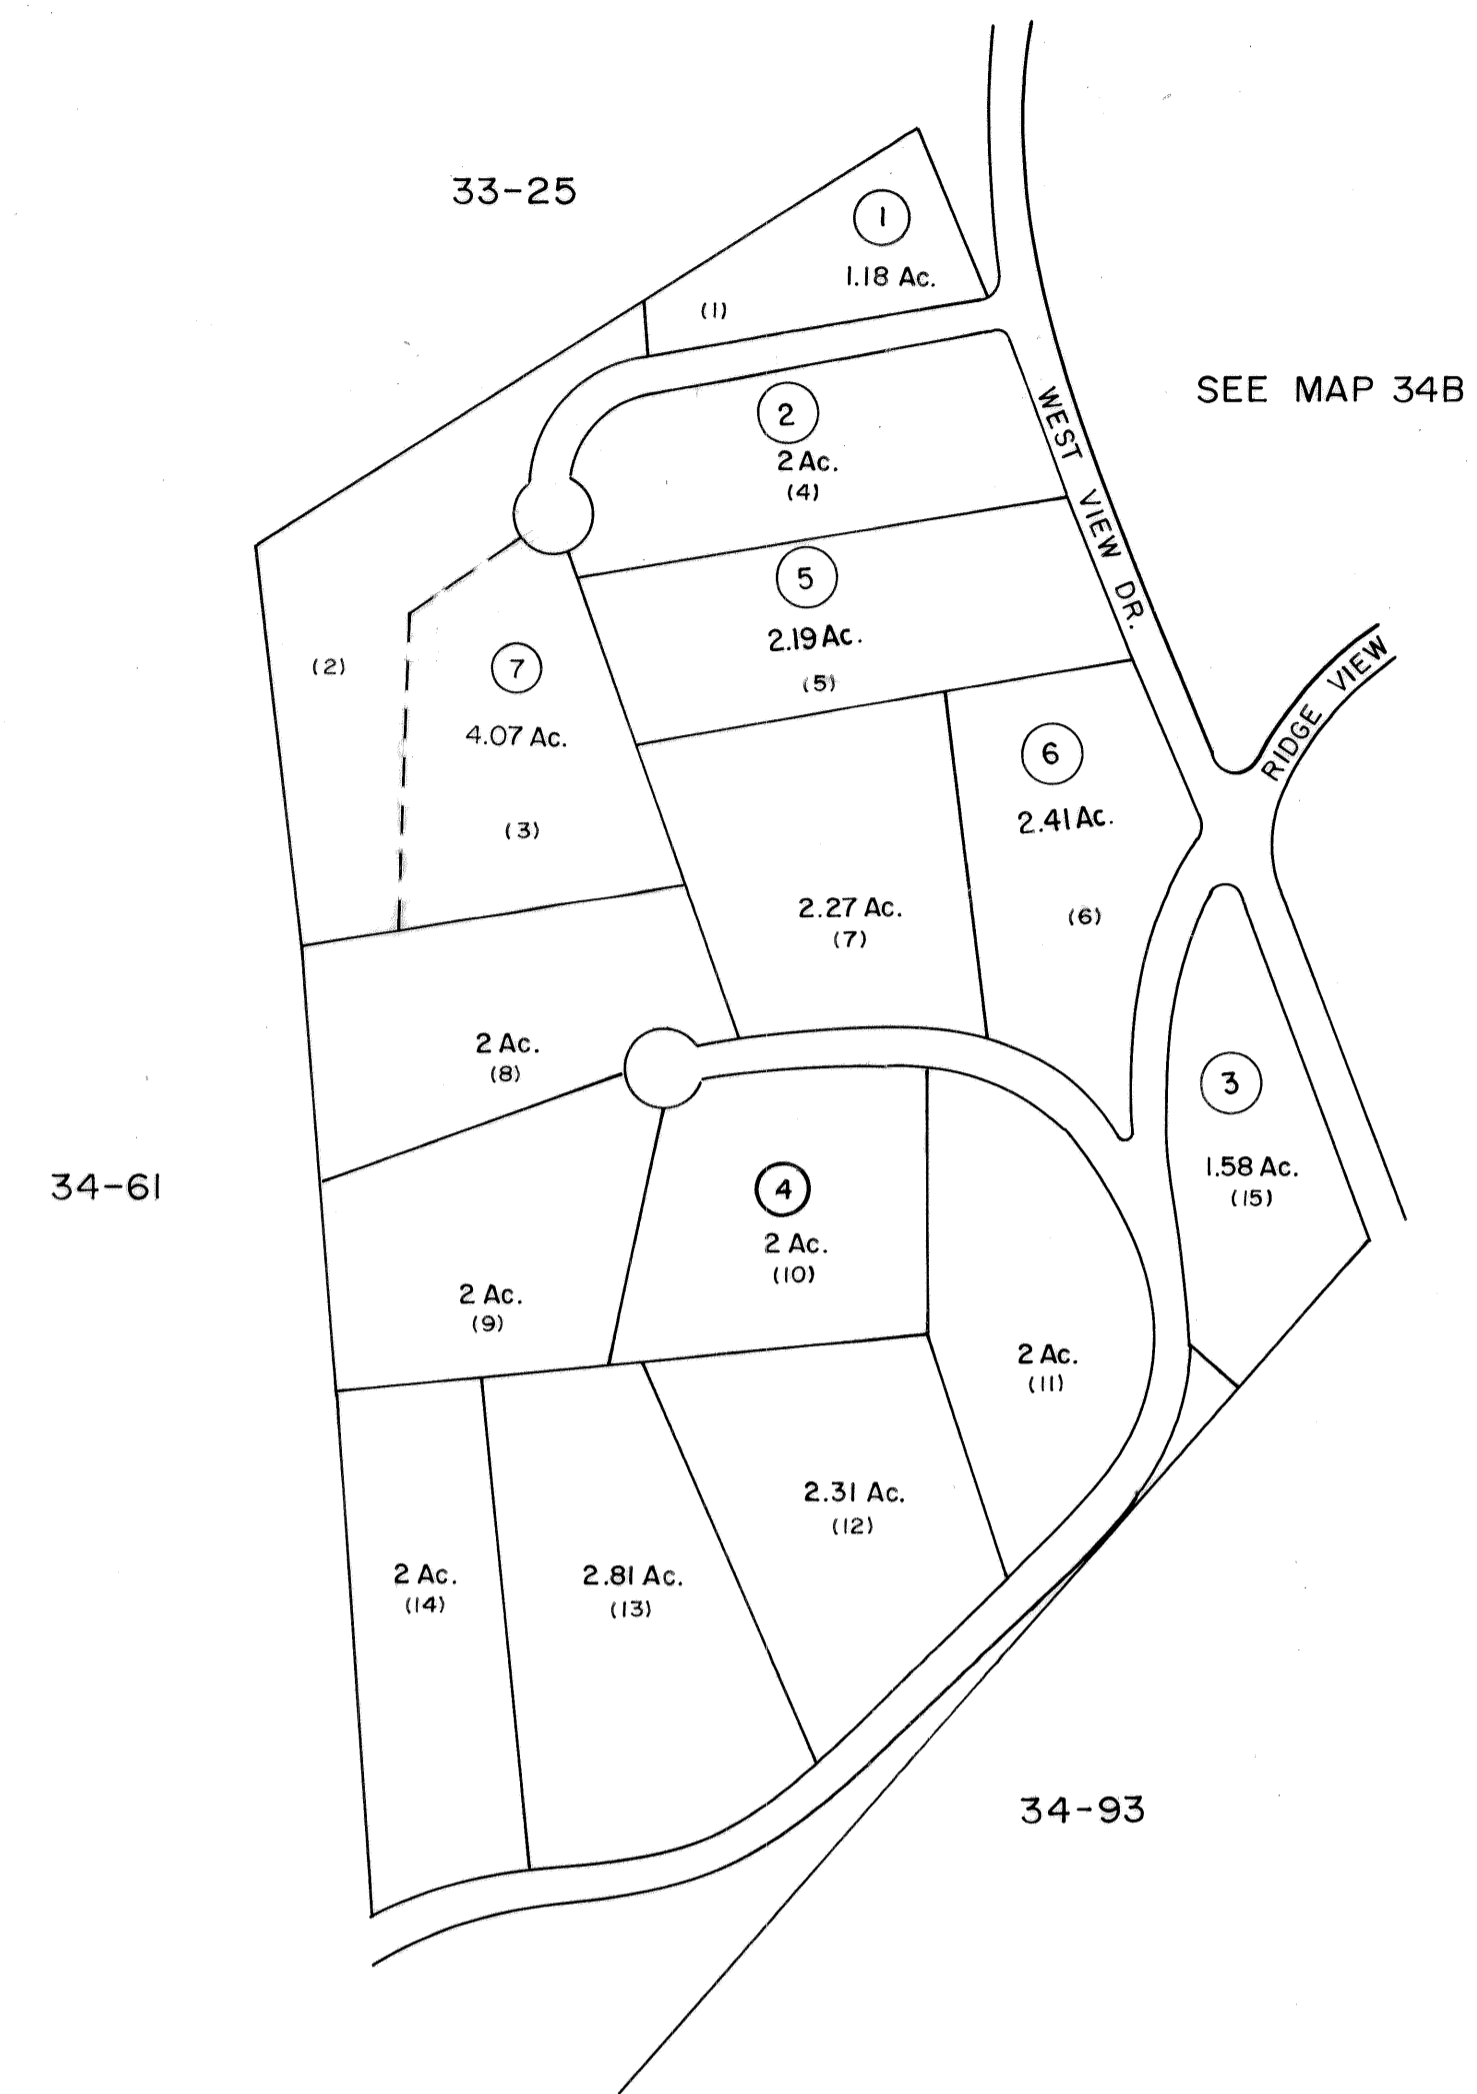 33-25
1
1.18 Ac.
(1)
SEE MAP 34B
2
2 Ac.
(4)
WEST VIEW DR.
5
2.19 Ac.
(5)
RIDGE VIEW
(2)
7
4.07 Ac.
(3)
6
2.41 Ac.
(6)
2.27 Ac.
(7)
2 Ac.
(8)
3
1.58 Ac.
(15)
34-61
4
2 Ac.
(10)
2 Ac.
(9)
2 Ac.
(11)
2.31 Ac.
(12)
2 Ac.
(14)
2.81 Ac.
(13)
34-93